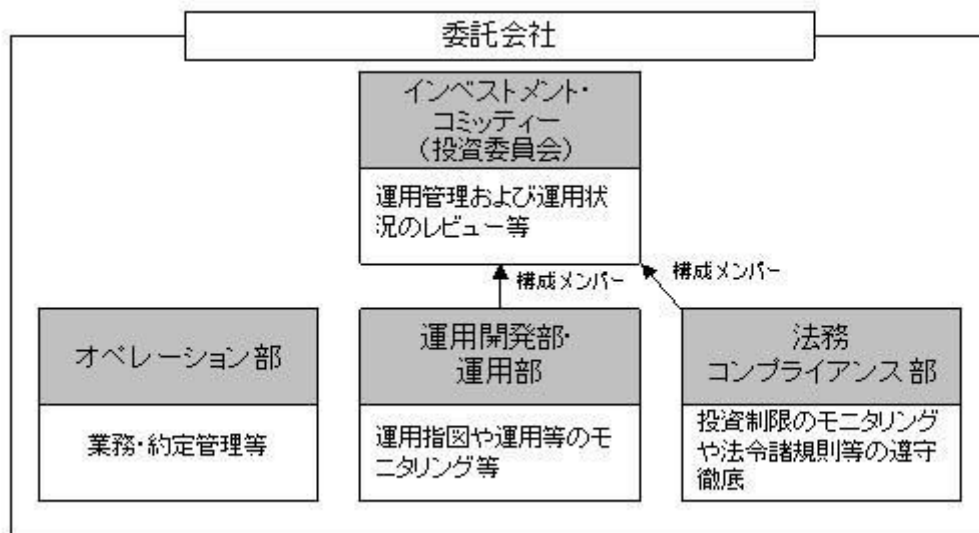 委託会社
インベストメント・
コミッティー
(投資委員会)
運用管理および運用状
況のレビュー等
構成メンバー
構成メンバー
オペレーション部
業務・約定管理等
運用開発部・
運用部
運用指図や運用等のモ
ニタリング等
法務
コンプライアンス部
投資制限のモニタリング
や法令諸規則等の遵守
徹底